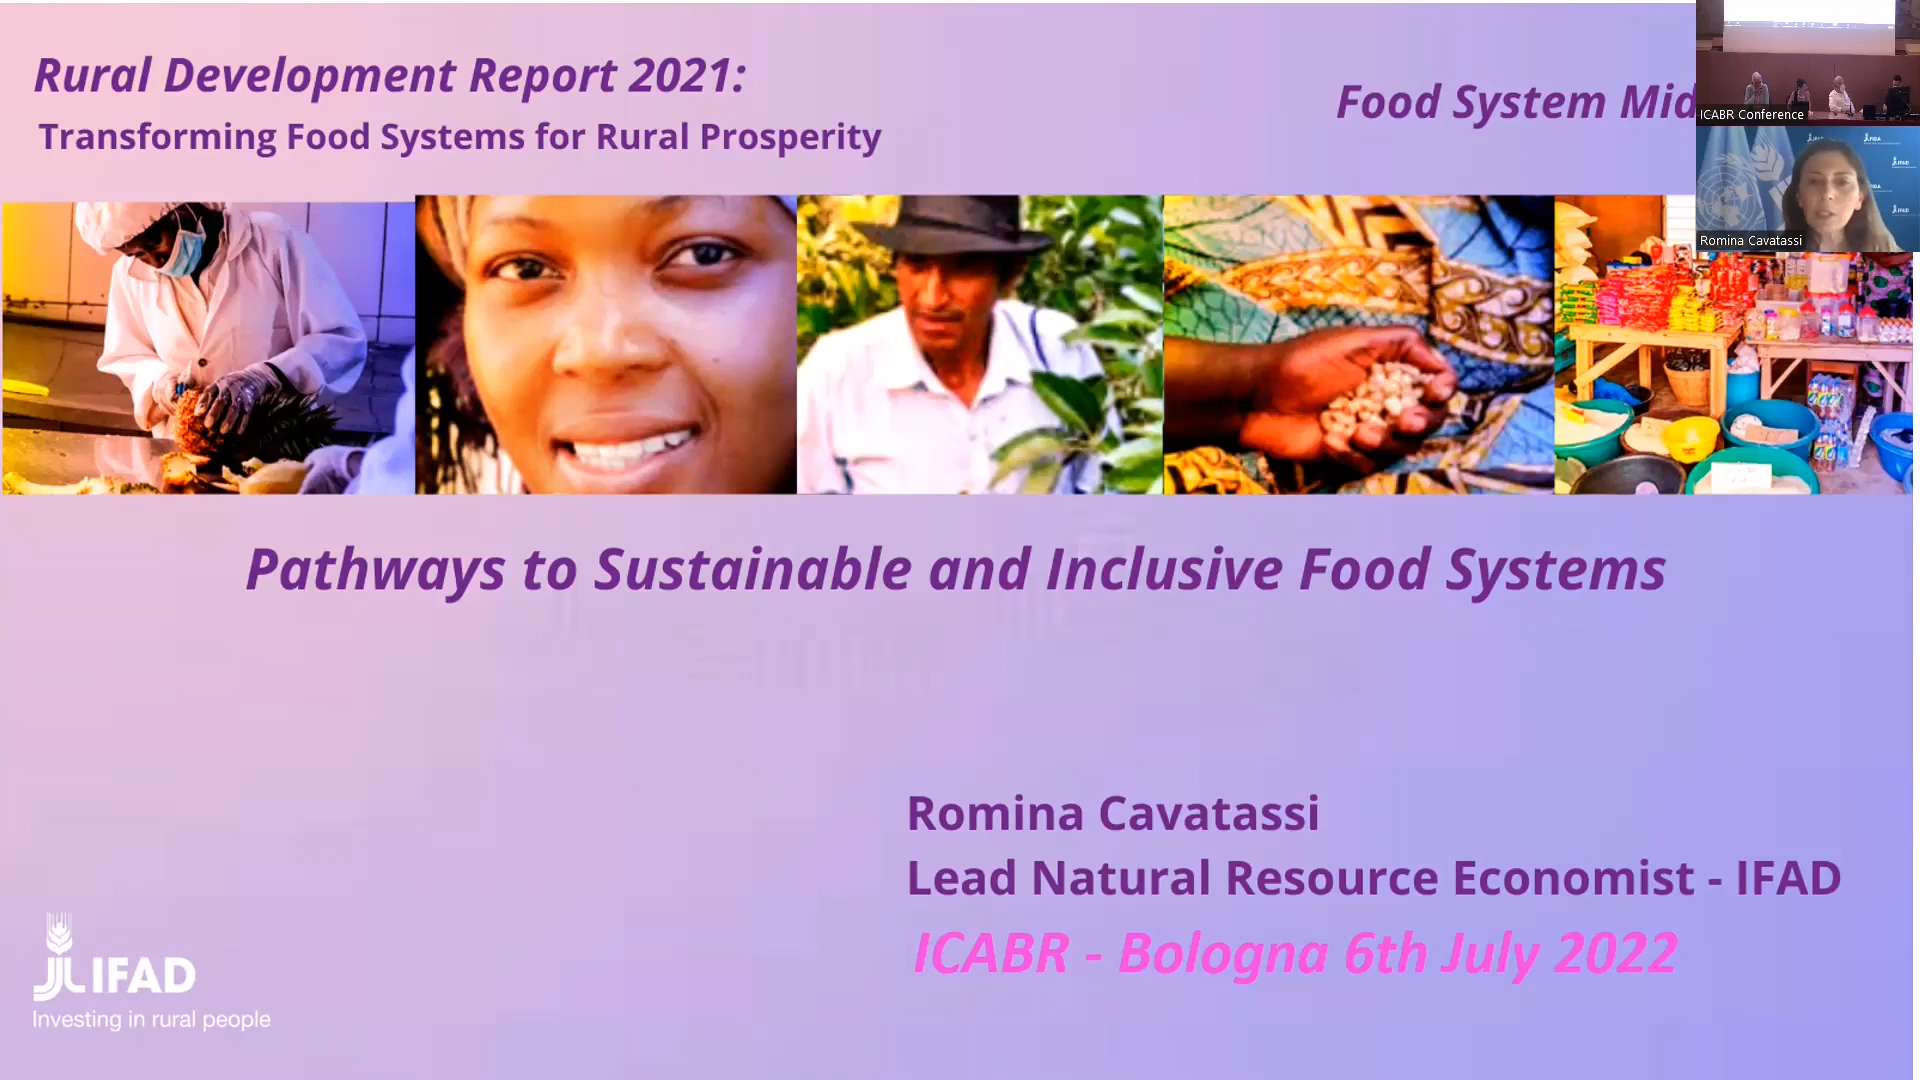 Rural Development Report 2021:
Transforming Food Systems for Rural Prosperity
Food System Mid
ICABR Conference
Romina Cavatassi
Pathways to Sustainable and Inclusive Food Systems
Romina Cavatassi
Lead Natural Resource Economist - IFAD
ICABR - Bologna 6th July 2022
IFAD
Investing in rural people